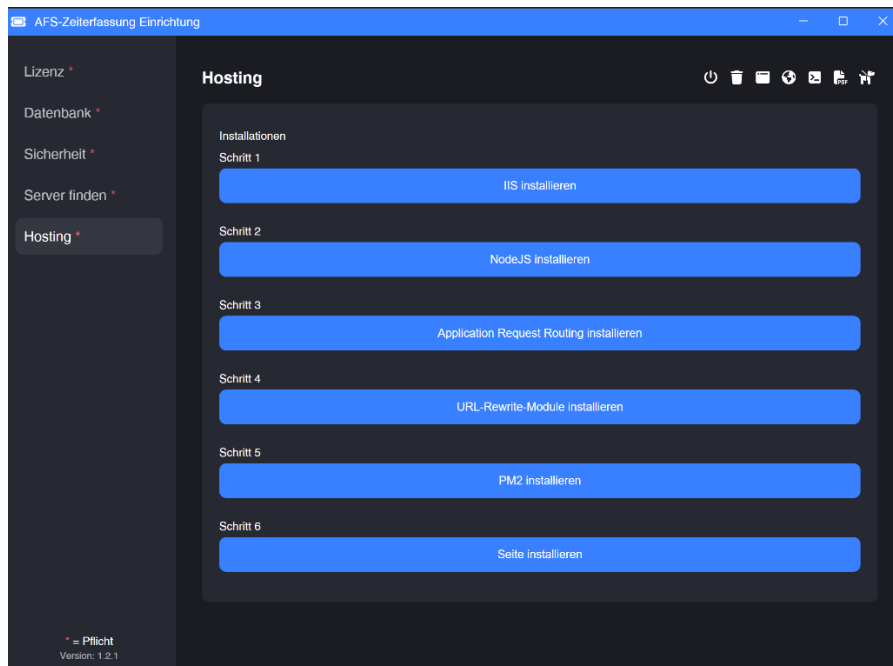 AFS-Zeiterfassung Einrichtung
Lizenz *
Datenbank *
Sicherheit *
Server finden *
Hosting *
* = Pflicht
Version: 1.2.1
Hosting
PDF
Installationen
Schritt 1
IIS installieren
Schritt 2
NodeJS installieren
Schritt 3
Application Request Routing installieren
Schritt 4
URL-Rewrite-Module installieren
Schritt 5
PM2 installieren
Schritt 6
Seite installieren